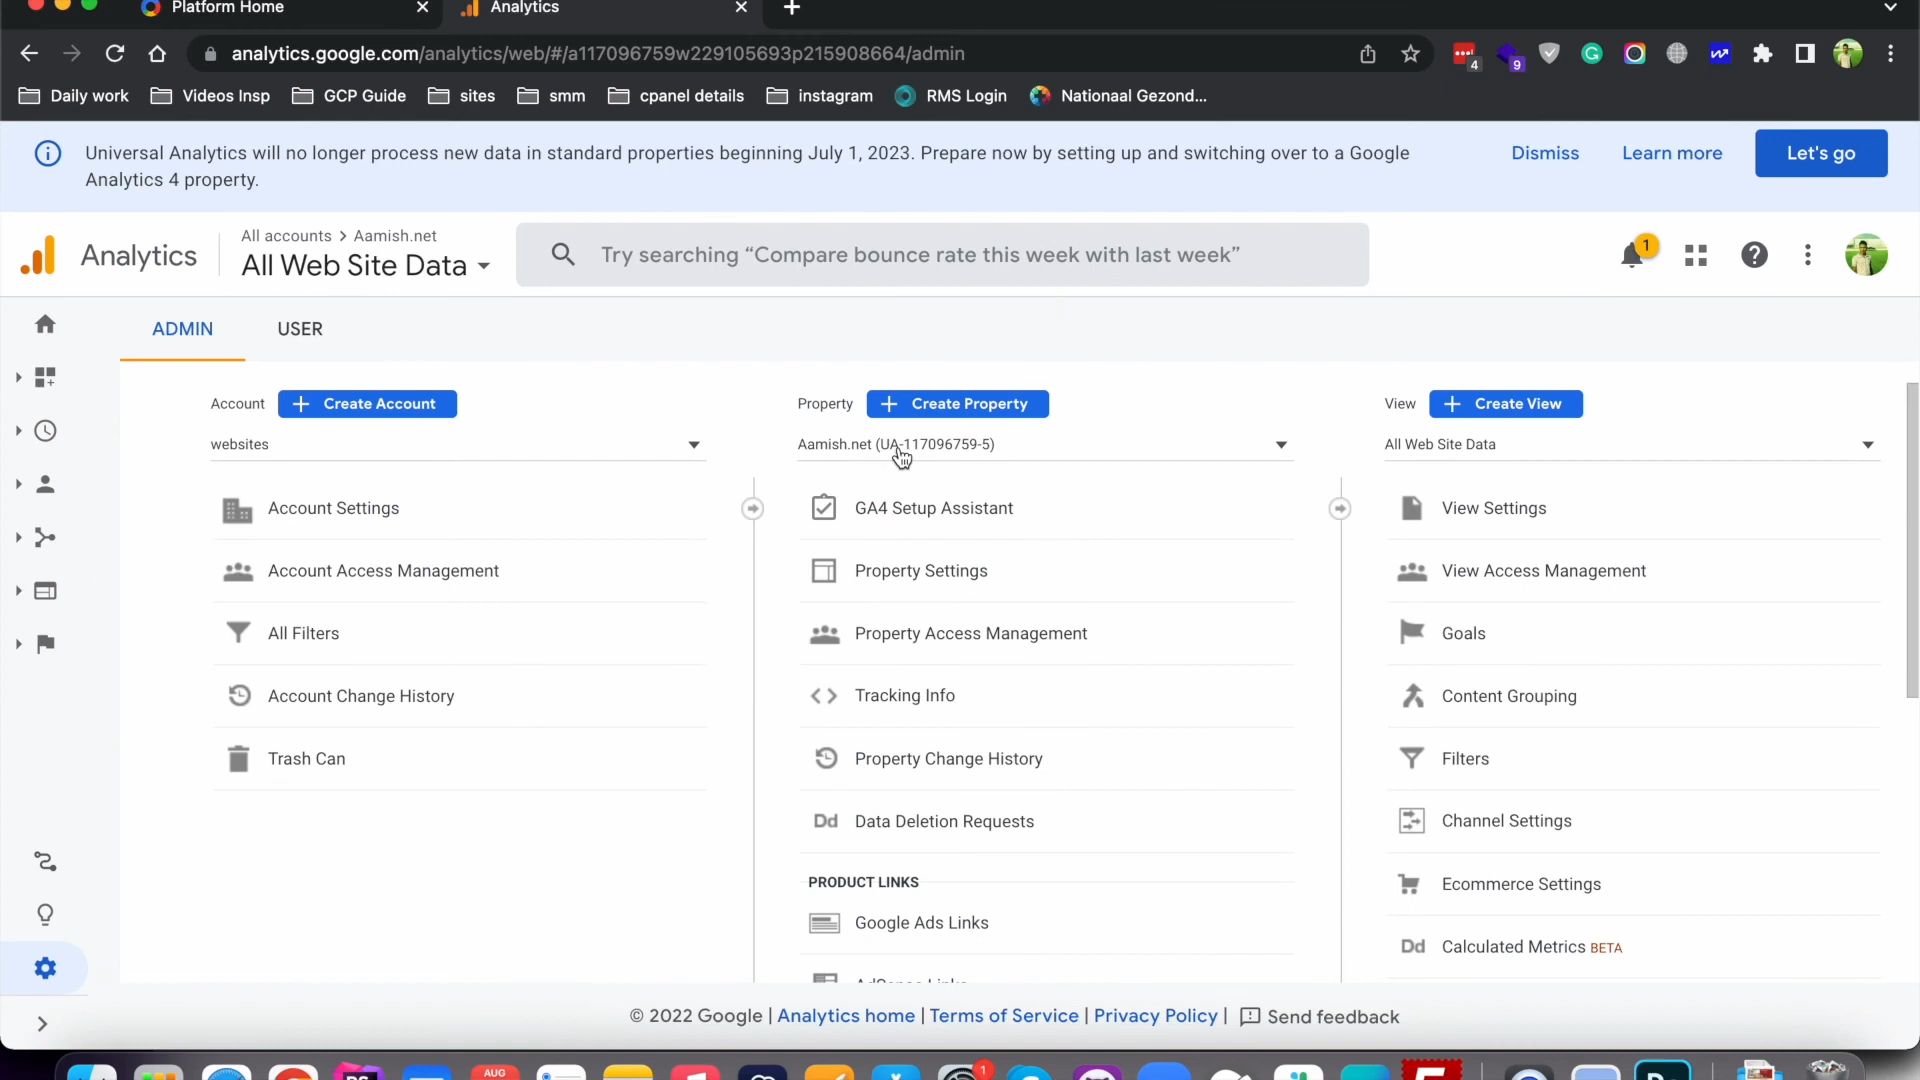 Platform Home
Analytics
analytics.google.com/analytics/web/#/a117096759w229105693p215908664/admin
4
9
Daily work
Videos Insp
GCP Guide
sites
smm
cpanel details
instagram
RMS Login
Nationaal Gezond...
Universal Analytics will no longer process new data in standard properties beginning July 1, 2023. Prepare now by setting up and switching over to a Google
Analytics 4 property.
Dismiss
Learn more
Let's go
Analytics
All accounts > Aamish.net
All Web Site Data
Try searching “Compare bounce rate this week with last week”
1
ADMIN
USER
Account
+ Create Account
websites
Account Settings
Account Access Management
All Filters
Account Change History
Trash Can
Property
+ Create Property
Aamish.net (UA-117096759-5)
GA4 Setup Assistant
Property Settings
Property Access Management
Tracking Info
Property Change History
Dd Data Deletion Requests
PRODUCT LINKS
Google Ads Links
View
+ Create View
All Web Site Data
View Settings
View Access Management
Goals
Content Grouping
Filters
Channel Settings
Ecommerce Settings
Dd Calculated Metrics BETA
© 2022 Google | Analytics home | Terms of Service | Privacy Policy | Send feedback
AUG
1